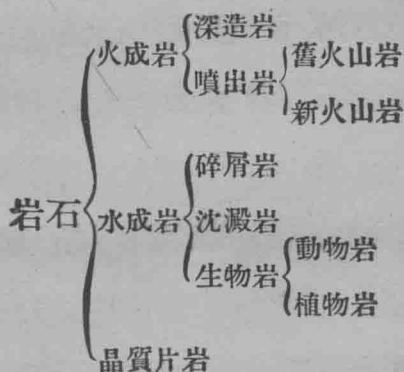 岩石
火成岩
深造岩
噴出岩
舊火山岩
新火山岩
水成岩
碎屑岩
沈澱岩
生物岩
動物岩
植物岩
晶質片岩